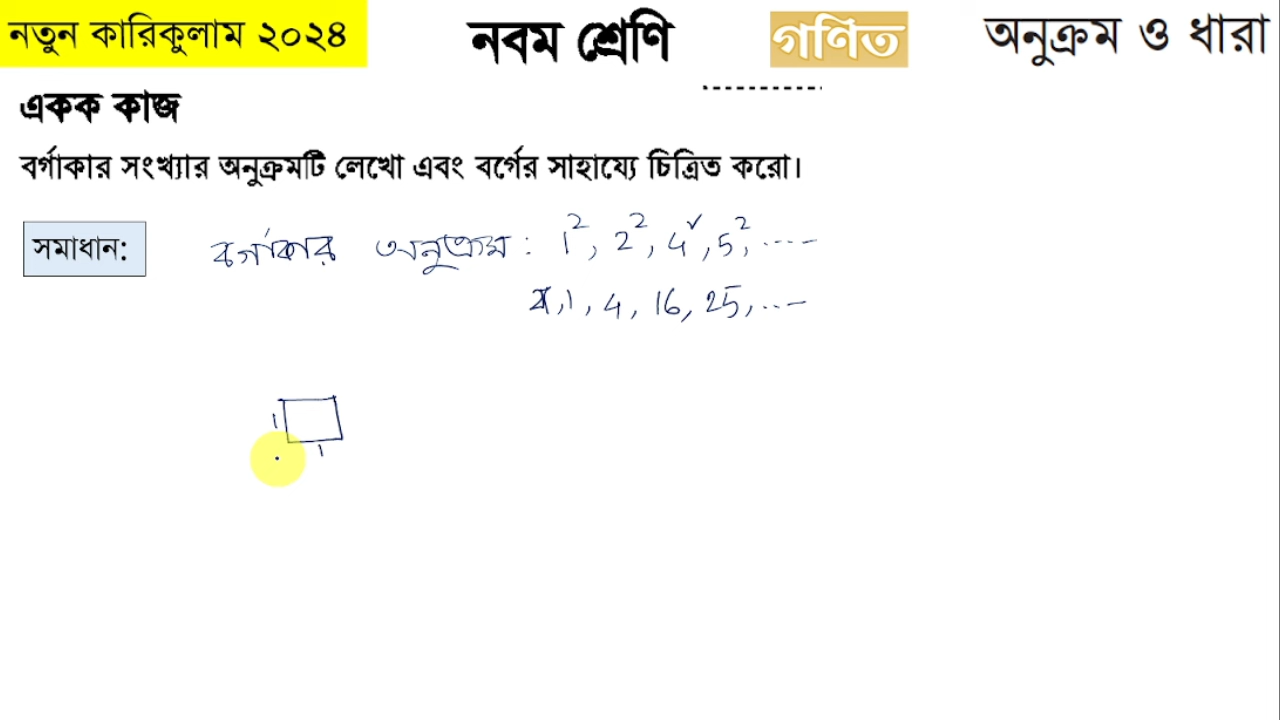 নতুন কারিকুলাম ২০২৪ নবম শ্রেণি গণিত অনুক্রম ও ধারা
একক কাজ
বর্গাকার সংখ্যার অনুক্রমটি লেখো এবং বর্গের সাহায্যে চিত্রিত করো।
সমাধান: বর্গাকার অনুক্রম : 1², 2², 4², 5², ....
1, 4, 16, 25, ....
1
1